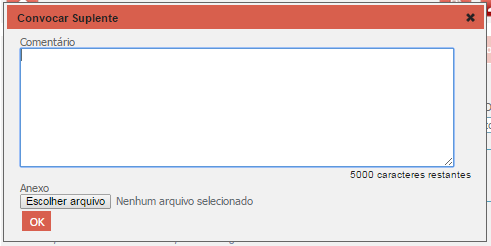 Convocar Suplente
Comentário
5000 caracteres restantes
Anexo
Escolher arquivo Nenhum arquivo selecionado
OK